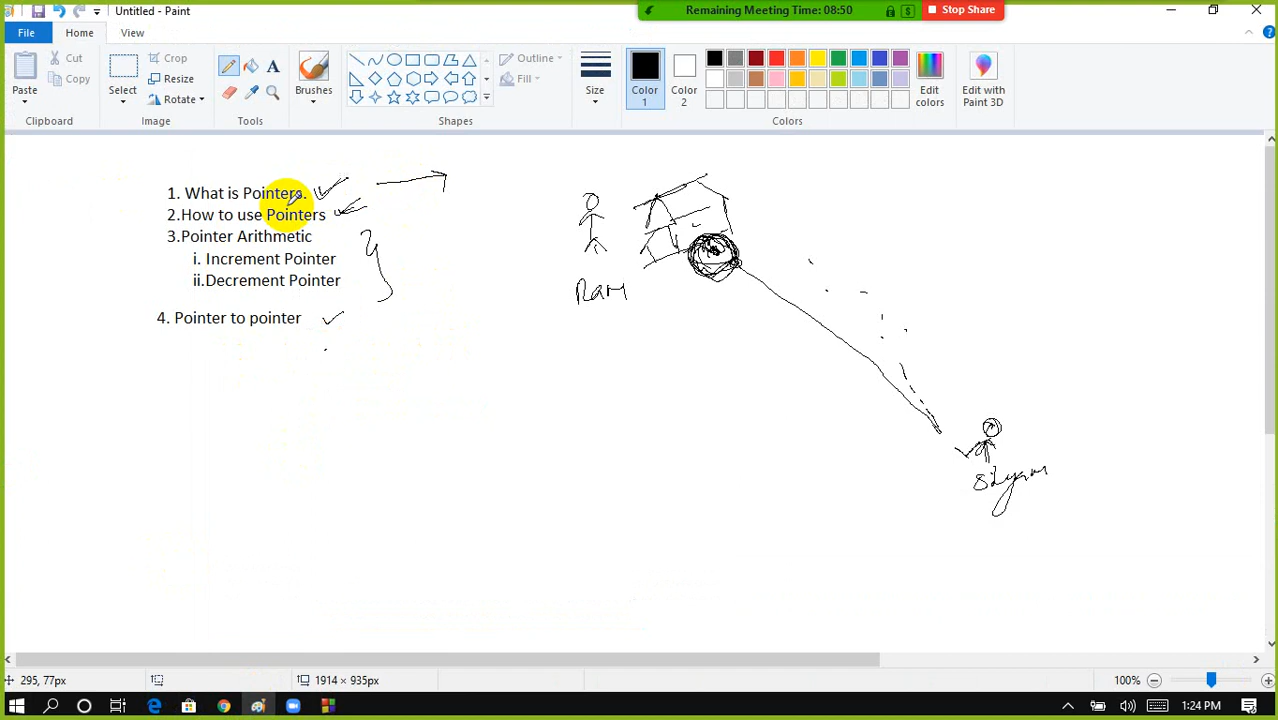 Untitled - Paint
Remaining Meeting Time: 08:50
Stop Share
File
Home
View
Paste
Cut
Copy
Clipboard
Select
Crop
Resize
Rotate
Image
Tools
Brushes
Shapes
Outline
Fill
Size
Color
1
Color
2
Colors
Edit
colors
Edit with
Paint 3D
1. What is Pointers.
2.How to use Pointers
3.Pointer Arithmetic
i. Increment Pointer
ii.Decrement Pointer
4. Pointer to pointer
Ram
Shyam
295, 77px
1914 × 935px
100%
1:24 PM